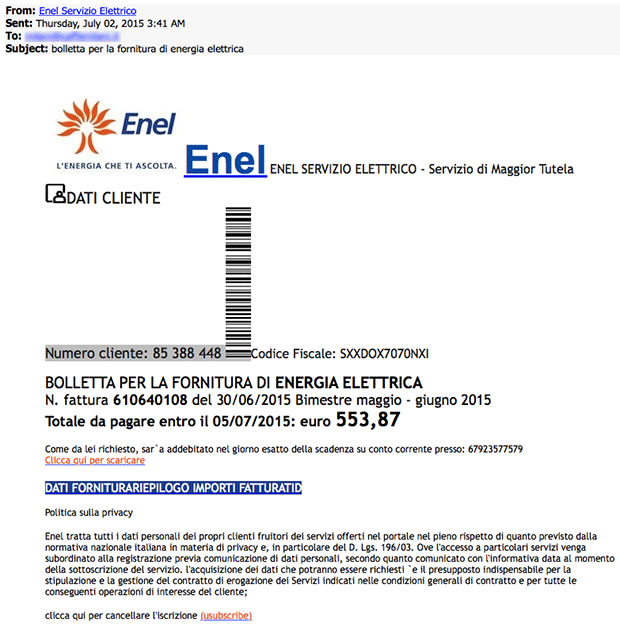 From: Enel Servizio Elettrico
Sent: Thursday, July 02, 2015 3:41 AM
To:
Subject: bolletta per la fornitura di energia elettrica
Enel
L'ENERGIA CHE TI ASCOLTA.
Enel ENEL SERVIZIO ELETTRICO - Servizio di Maggior Tutela
DATI CLIENTE
Numero cliente: 85 388 448 Codice Fiscale: SXXDOX7070NXI
BOLLETTA PER LA FORNITURA DI ENERGIA ELETTRICA
N. fattura 610640108 del 30/06/2015 Bimestre maggio - giugno 2015
Totale da pagare entro il 05/07/2015: euro 553,87
Come da lei richiesto, sar`a addebitato nel giorno esatto della scadenza su conto corrente presso: 67923577579
Clicca qui per scaricare
DATI FORNITURARIEPILOGO IMPORTI FATTURATID
Politica sulla privacy
Enel tratta tutti i dati personali dei propri clienti fruitori dei servizi offerti nel portale nel pieno rispetto di quanto previsto dalla
normativa nazionale italiana in materia di privacy e, in particolare del D. Lgs. 196/03. Ove l'accesso a particolari servizi venga
subordinato alla registrazione previa comunicazione di dati personali, secondo quanto comunicato con l'informativa data al momento
della sottoscrizione del servizio. l'acquisizione dei dati che potranno essere richiesti `e il presupposto indispensabile per la
stipulazione e la gestione del contratto di erogazione dei Servizi indicati nelle condizioni generali di contratto e per tutte le
conseguenti operazioni di interesse del cliente;
clicca qui per cancellare l'iscrizione (usubscribe)